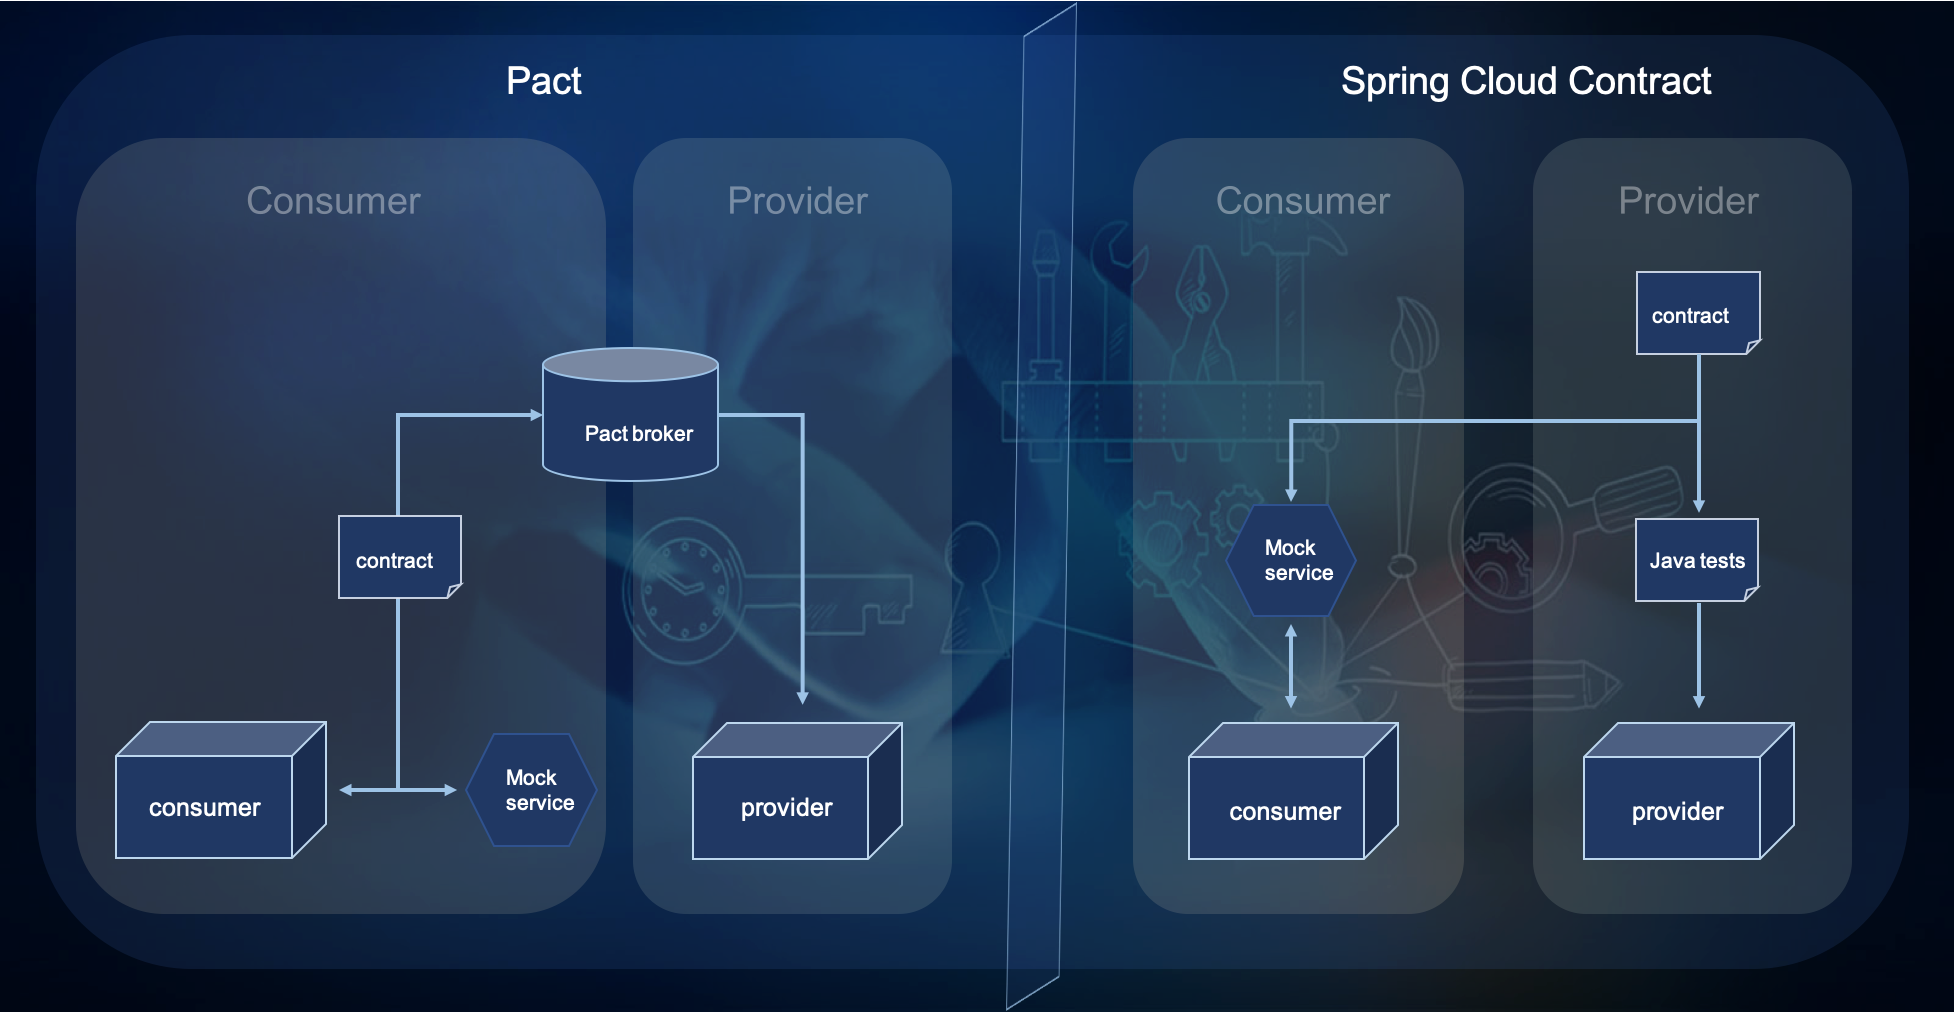 Pact
Consumer
Provider
Pact broker
contract
consumer
Mock
service
provider
Spring Cloud Contract
Consumer
Provider
contract
Mock
service
Java tests
consumer
provider